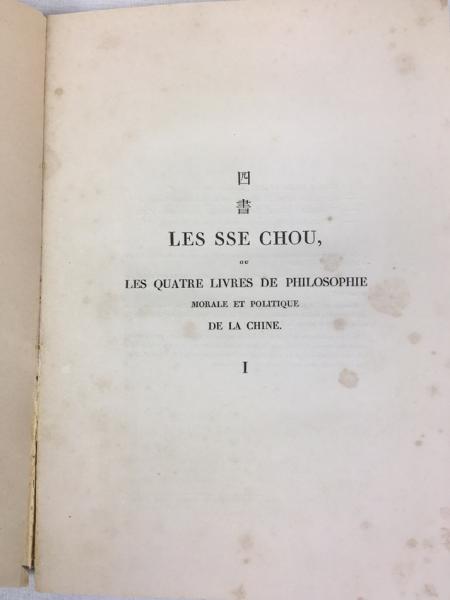 四
書
LES SSE CHOU,
OU
LES QUATRE LIVRES DE PHILOSOPHIE
MORALE ET POLITIQUE
DE LA CHINE.
I